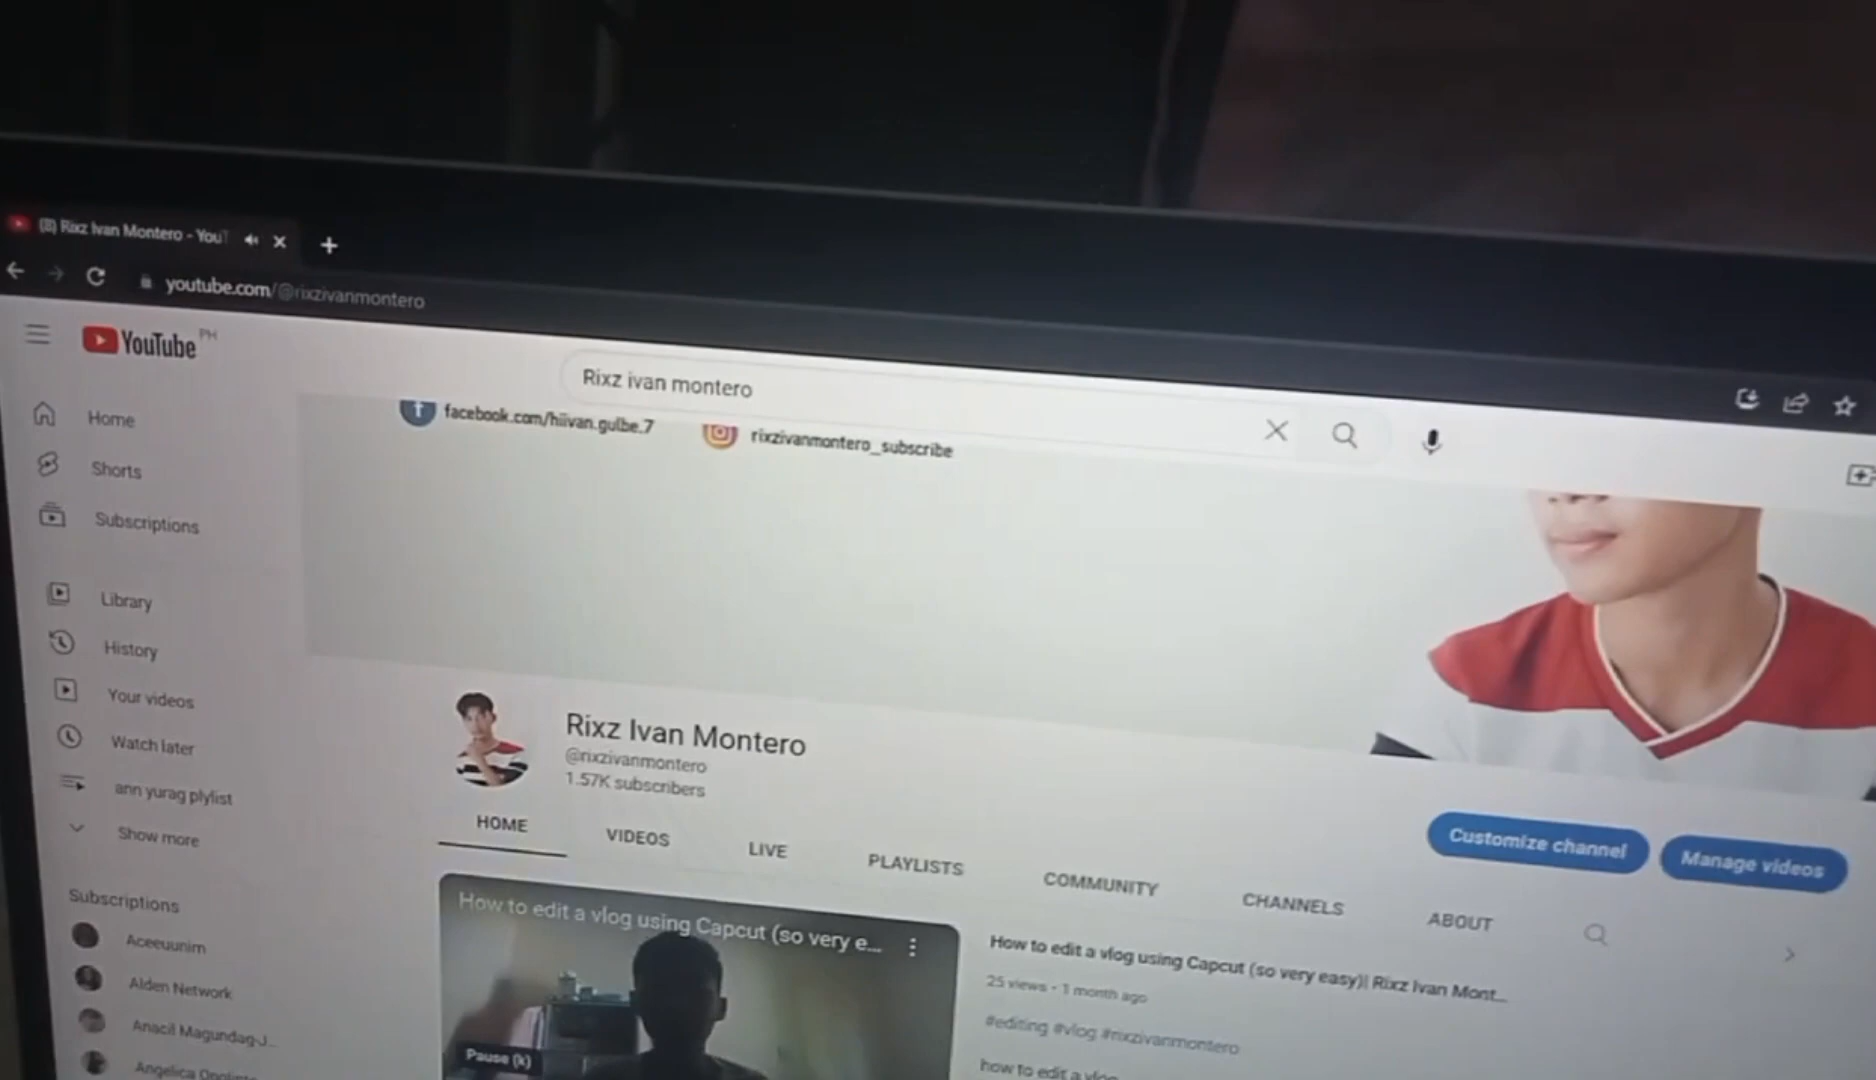 (8) Rixz Ivan Montero - YouT
youtube.com/@rixzivanmontero
YouTube PH
Rixz ivan montero
facebook.com/hiivan.gulbe.7
rixzivanmontero_subscribe
Home
Shorts
Subscriptions
Library
History
Your videos
Watch later
ann yurag plylist
Show more
Subscriptions
Aceeuunim
Alden Network
Anacil Magundag-J...
Angelica
Rixz Ivan Montero
@rixzivanmontero
1.57K subscribers
Customize channel
Manage videos
HOME
VIDEOS
LIVE
PLAYLISTS
COMMUNITY
CHANNELS
ABOUT
How to edit a vlog using Capcut (so very e...
Pause (k)
How to edit a vlog using Capcut (so very easy)| Rixz Ivan Mont...
25 views • 1 month ago
#editing #vlog #rixzivanmontero
how to edit a vlog